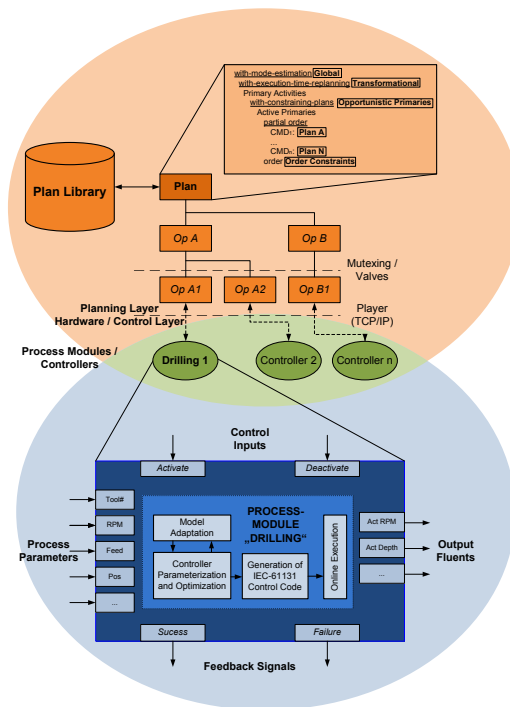 with-mode-estimation Global
with-execution-time-replanning Transformational
Primary Activities
with-constraining-plans Opportunistic Primaries
Active Primaries
partial order
CMD1: Plan A
...
CMDn: Plan N
order Order Constraints
Plan Library
Plan
Op A
Op B
Mutexing /
Valves
Op A1
Op A2
Op B1
Planning Layer
Hardware / Control Layer
Player
(TCP/IP)
Process Modules /
Controllers
Drilling 1
Controller 2
Controller n
Control
Inputs
Activate
Deactivate
Process
Parameters
Tool#
RPM
Feed
Pos
...
PROCESS-
MODULE
„DRILLING“
Model
Adaptation
Controller
Parameterization
and Optimization
Generation of
IEC-61131
Control Code
Online Execution
Act RPM
Act Depth
...
Output
Fluents
Sucess
Failure
Feedback Signals